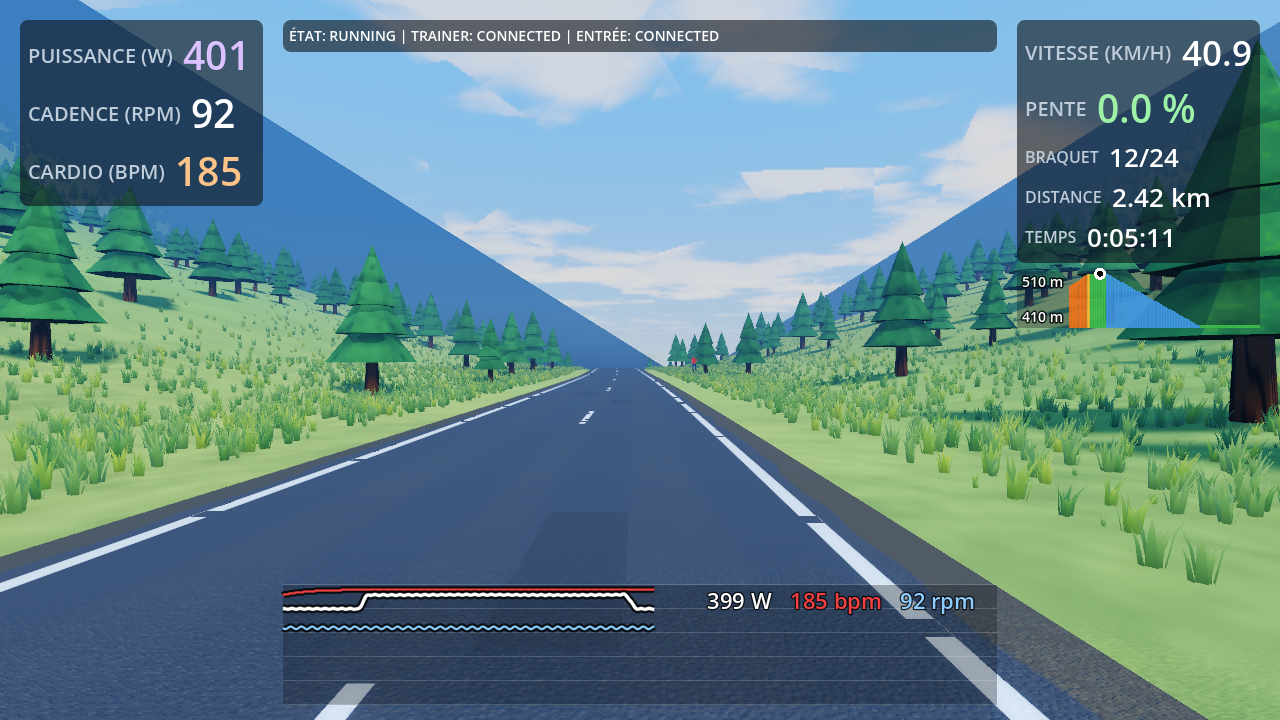 PUISSANCE (W) 401
CADENCE (RPM) 92
CARDIO (BPM) 185
ÉTAT: RUNNING | TRAINER: CONNECTED | ENTRÉE: CONNECTED
VITESSE (KM/H) 40.9
PENTE 0.0 %
BRAQUET 12/24
DISTANCE 2.42 km
TEMPS 0:05:11
510 m
410 m
399 W 185 bpm 92 rpm